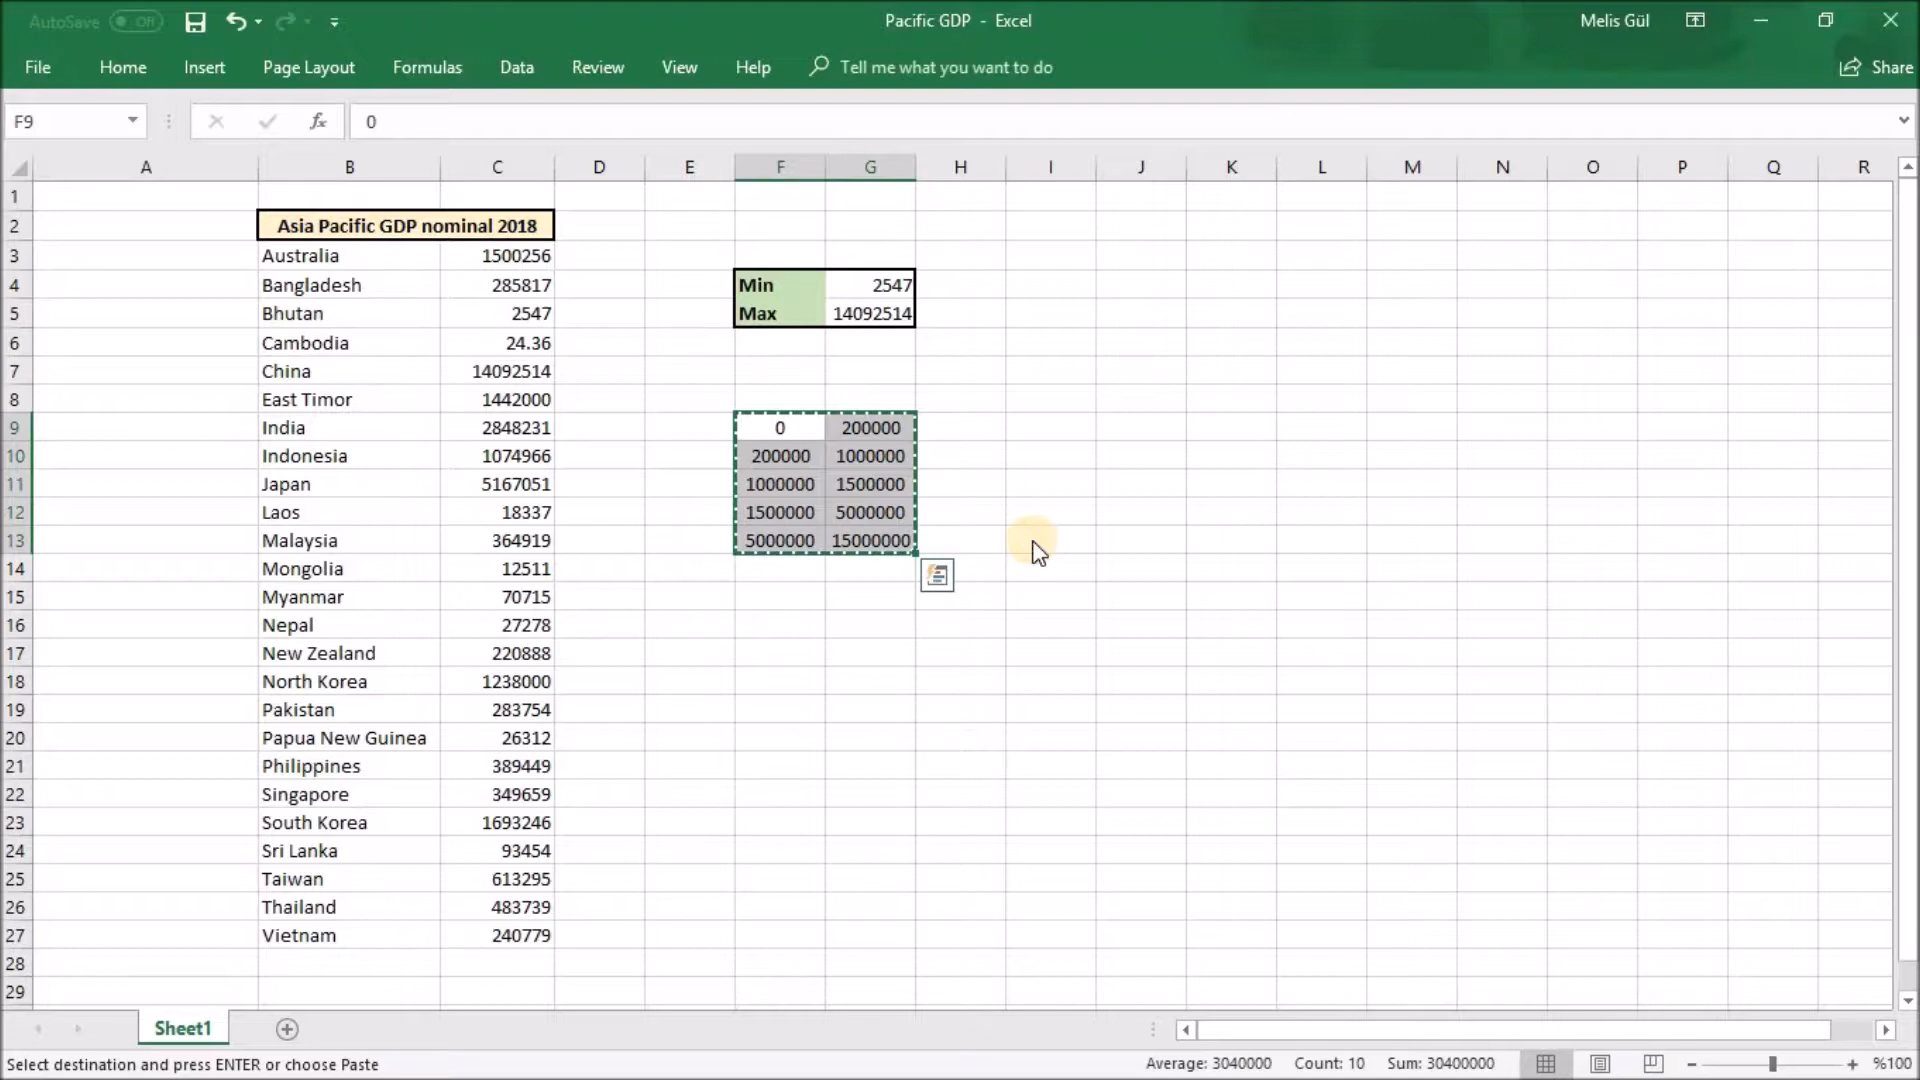 AutoSave Off Pacific GDP - Excel Melis Gül
File Home Insert Page Layout Formulas Data Review View Help Tell me what you want to do Share
F9 fx 0
A B C D E F G H I J K L M N O P Q R
1
2 Asia Pacific GDP nominal 2018
3 Australia 1500256
4 Bangladesh 285817 Min 2547
5 Bhutan 2547 Max 14092514
6 Cambodia 24.36
7 China 14092514
8 East Timor 1442000
9 India 2848231 0 200000
10 Indonesia 1074966 200000 1000000
11 Japan 5167051 1000000 1500000
12 Laos 18337 1500000 5000000
13 Malaysia 364919 5000000 15000000
14 Mongolia 12511
15 Myanmar 70715
16 Nepal 27278
17 New Zealand 220888
18 North Korea 1238000
19 Pakistan 283754
20 Papua New Guinea 26312
21 Philippines 389449
22 Singapore 349659
23 South Korea 1693246
24 Sri Lanka 93454
25 Taiwan 613295
26 Thailand 483739
27 Vietnam 240779
28
29
Sheet1
Select destination and press ENTER or choose Paste Average: 3040000 Count: 10 Sum: 30400000 %100